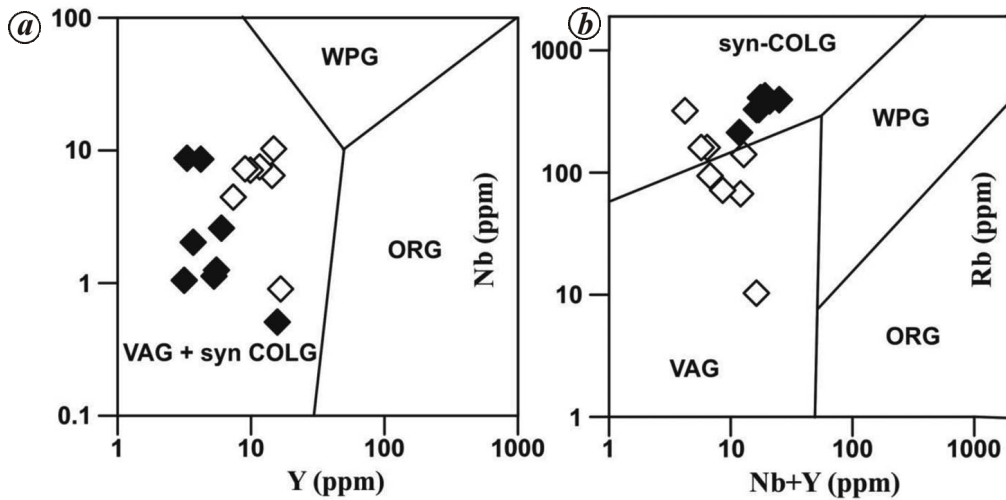 a
100
10
1
0.1
WPG
ORG
VAG + syn COLG
Nb (ppm)
1
10
100
1000
Y (ppm)
b
1000
100
10
1
syn-COLG
WPG
VAG
ORG
Rb (ppm)
1
10
100
1000
Nb+Y (ppm)